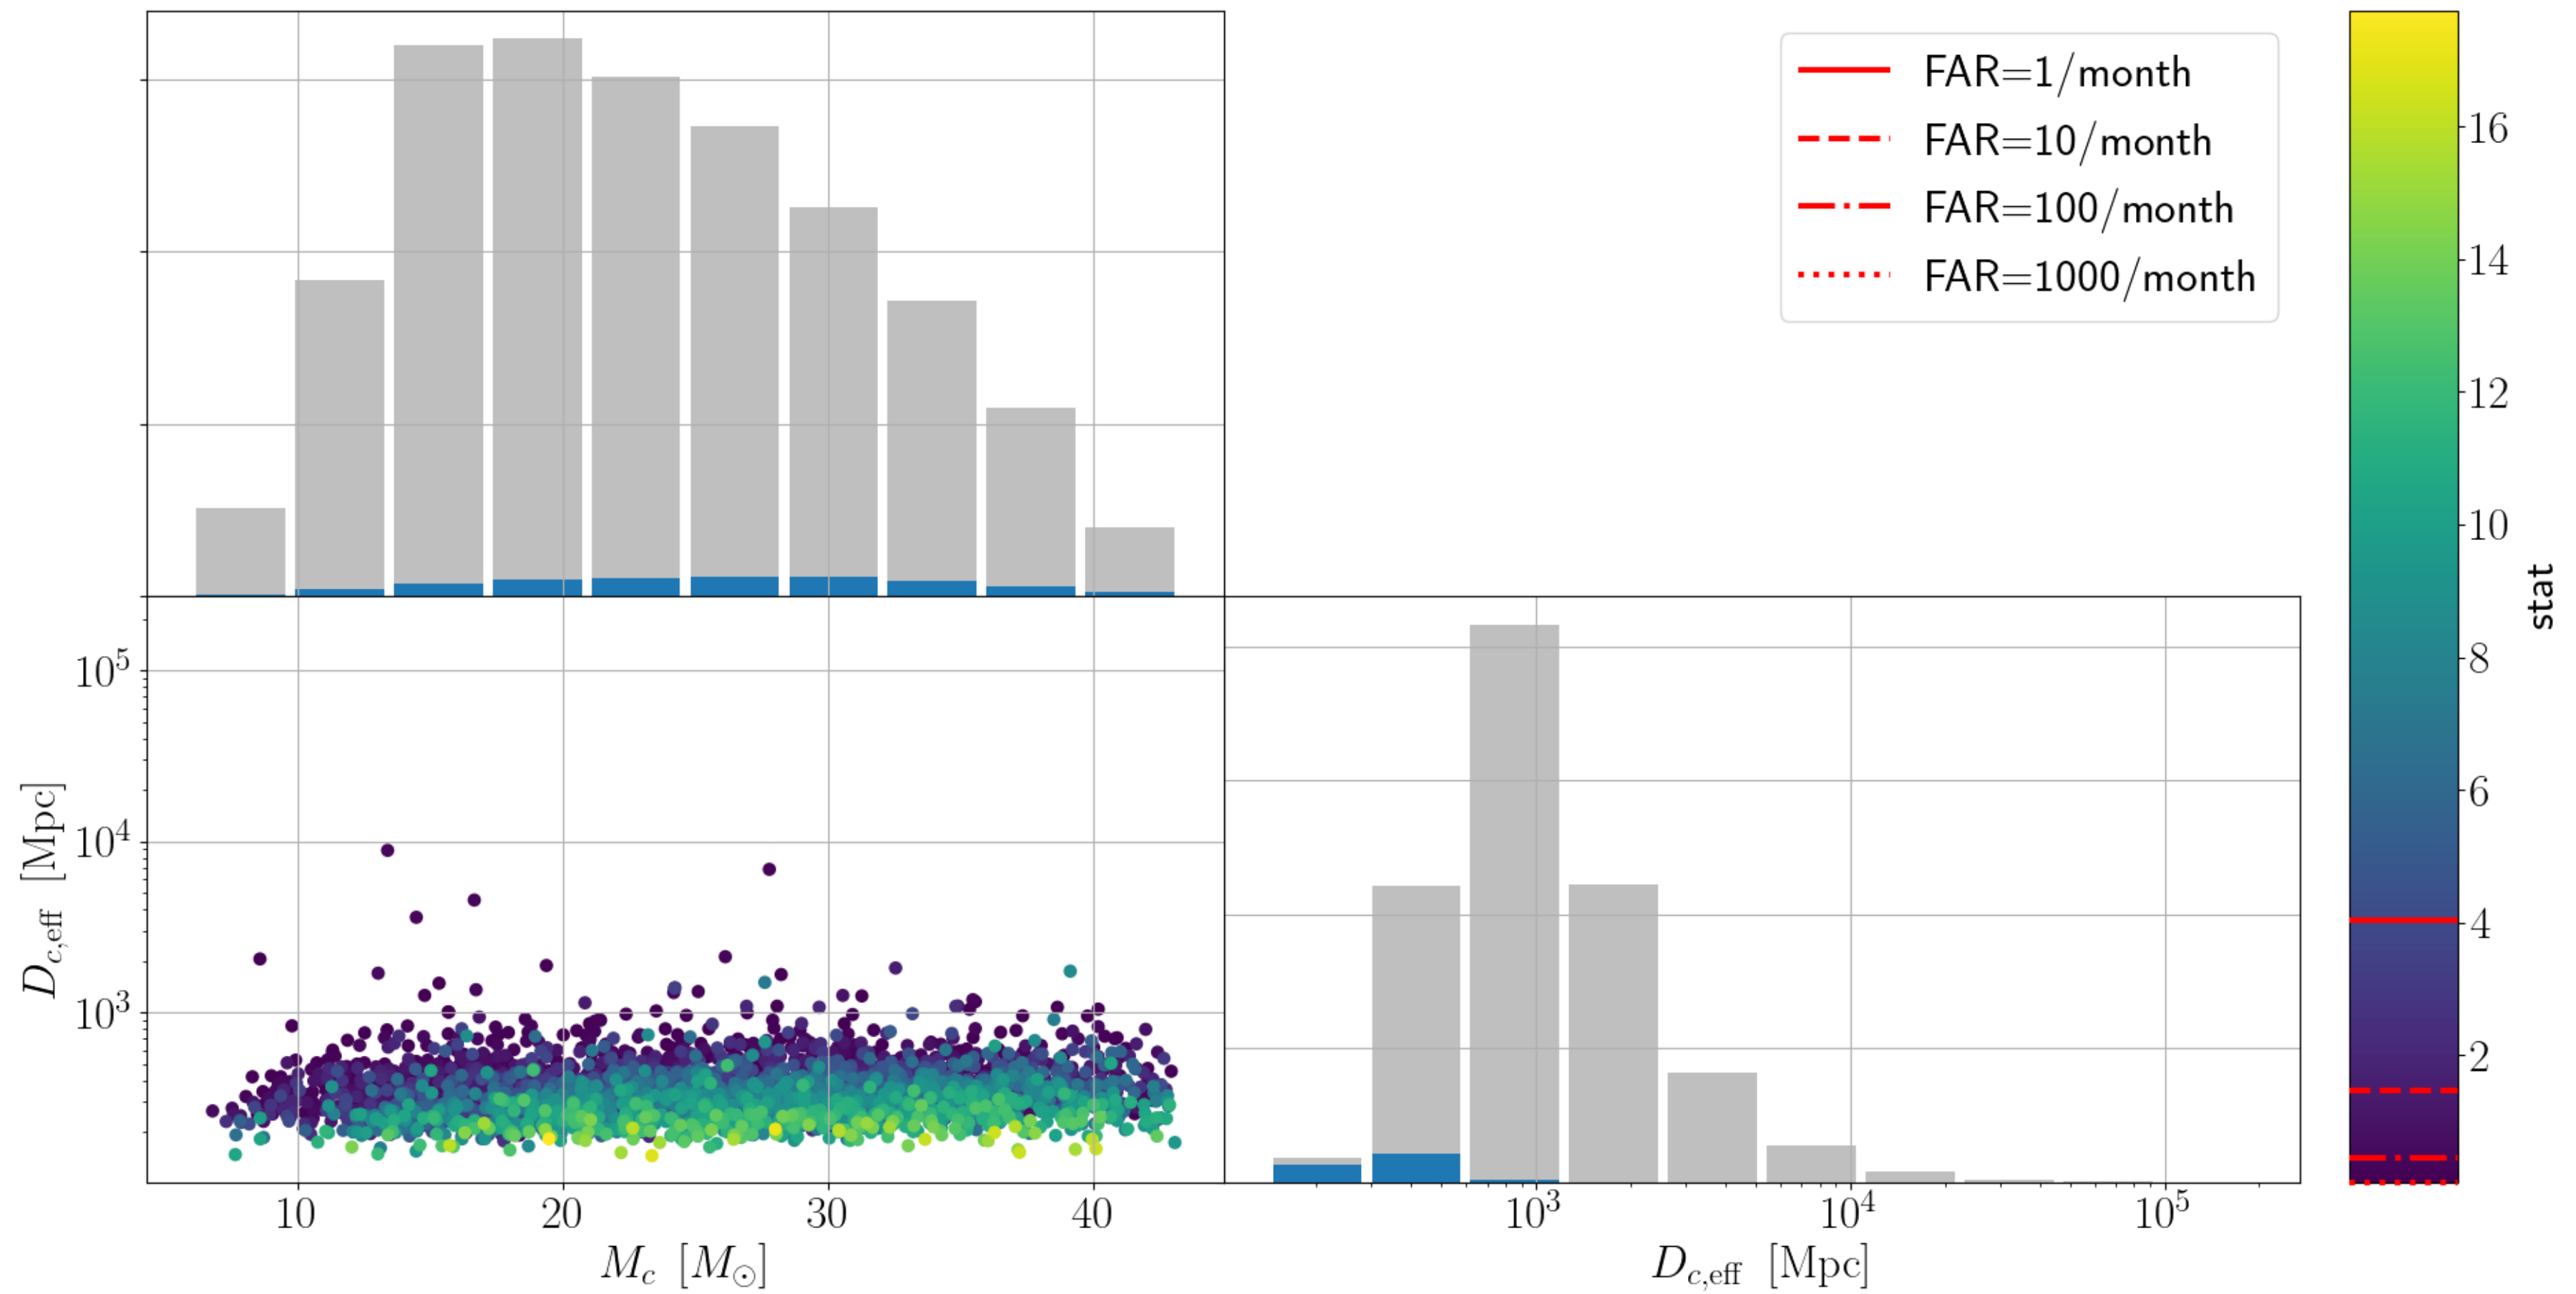 FAR=1/month
FAR=10/month
FAR=100/month
FAR=1000/month
16
14
12
10
8
6
4
2
stat
10^5
10^4
10^3
D_{c,eff} [Mpc]
10 20 30 40
M_c [M_⊙]
10^3 10^4 10^5
D_{c,eff} [Mpc]